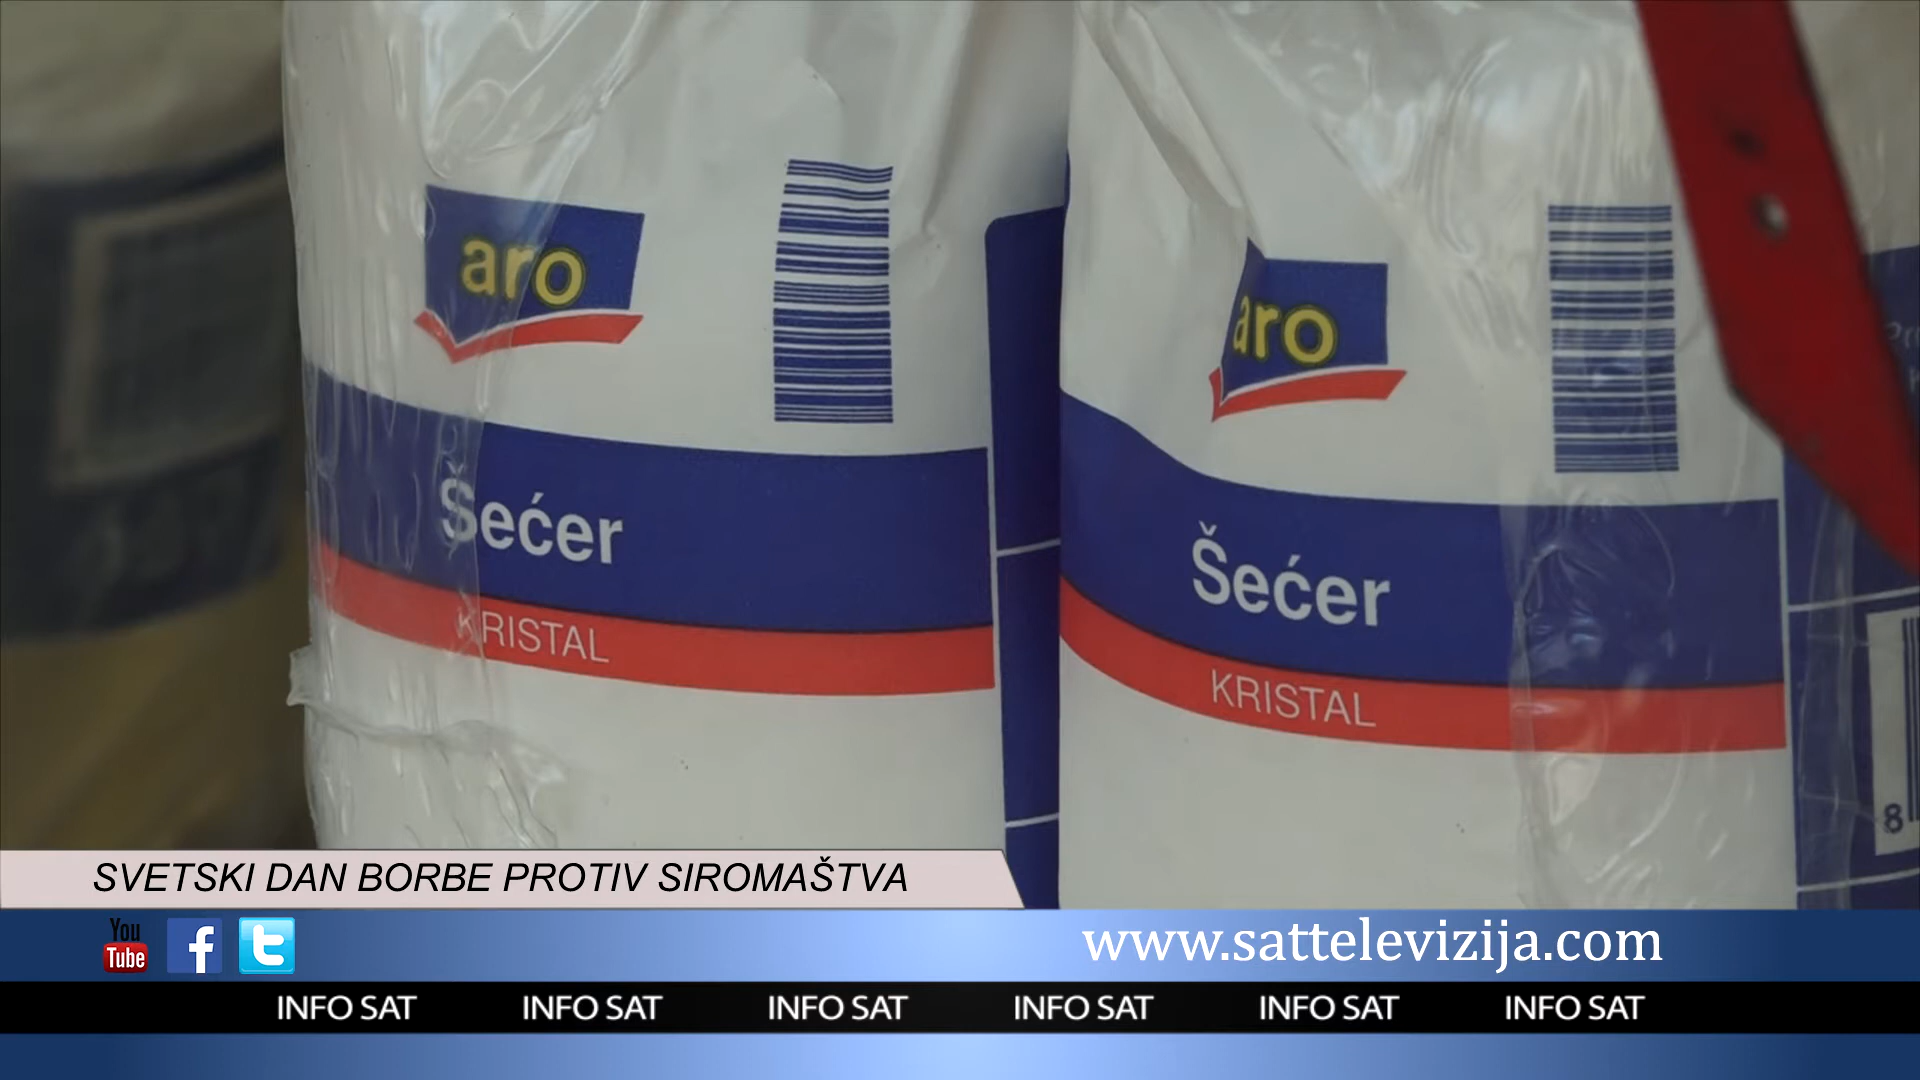 aro
Šećer
KRISTAL
aro
Šećer
KRISTAL
8
SVETSKI DAN BORBE PROTIV SIROMAŠTVA
You Tube
f
t
www.sattelevizija.com
INFO SAT INFO SAT INFO SAT INFO SAT INFO SAT INFO SAT